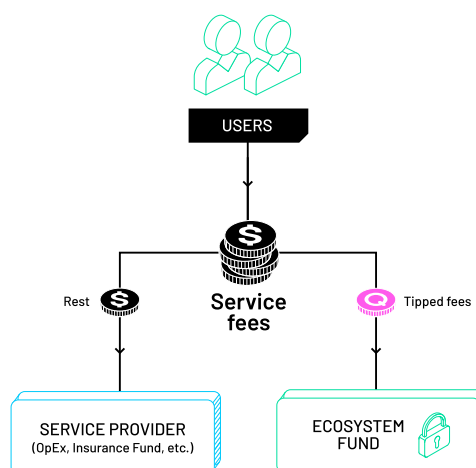 USERS
$
Service
fees
Rest
$
Q
Tipped fees
SERVICE PROVIDER
(OpEx, Insurance Fund, etc.)
ECOSYSTEM
FUND